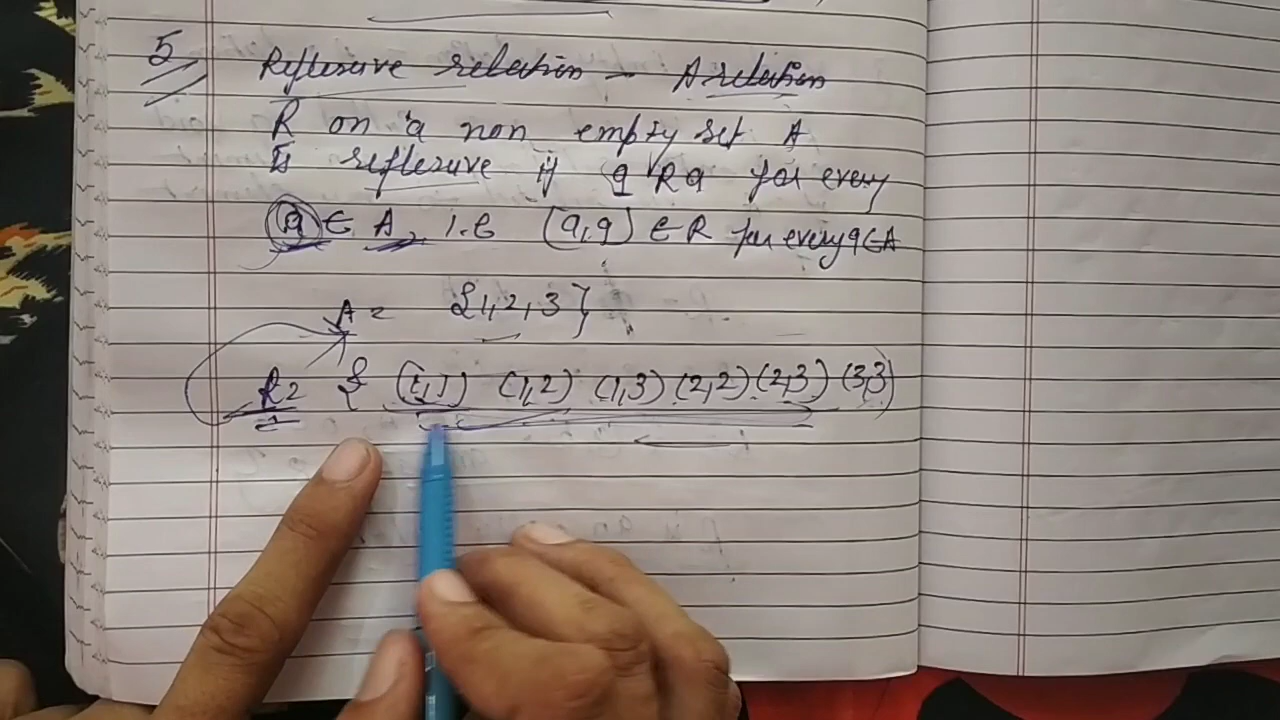 5 Reflexive relation - A relation
R on a non empty set A
is reflexive if a R a for every
a ∈ A, i.e (a,a) ∈ R for every a ∈ A
A = {1,2,3}
R = { (1,1) (1,2) (1,3) (2,2) (2,3) (3,3)